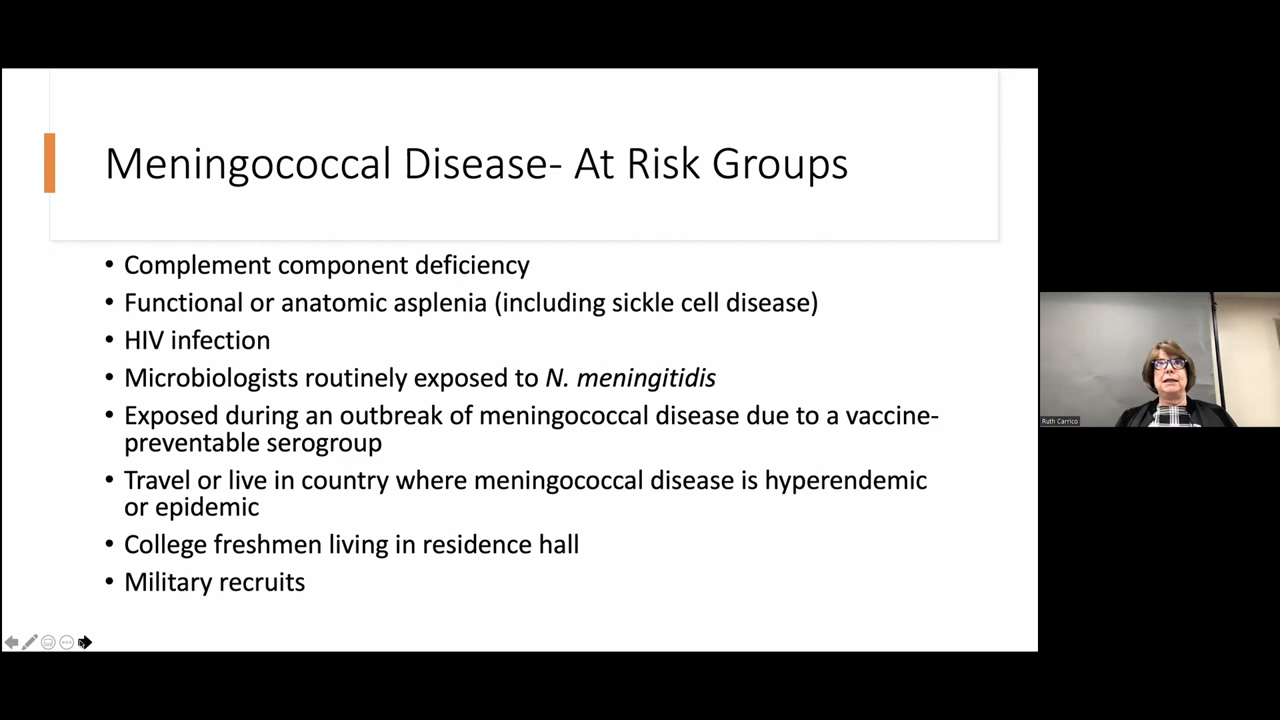 Meningococcal Disease- At Risk Groups
• Complement component deficiency
• Functional or anatomic asplenia (including sickle cell disease)
• HIV infection
• Microbiologists routinely exposed to N. meningitidis
• Exposed during an outbreak of meningococcal disease due to a vaccine-
preventable serogroup
• Travel or live in country where meningococcal disease is hyperendemic
or epidemic
• College freshmen living in residence hall
• Military recruits
Ruth Carrico